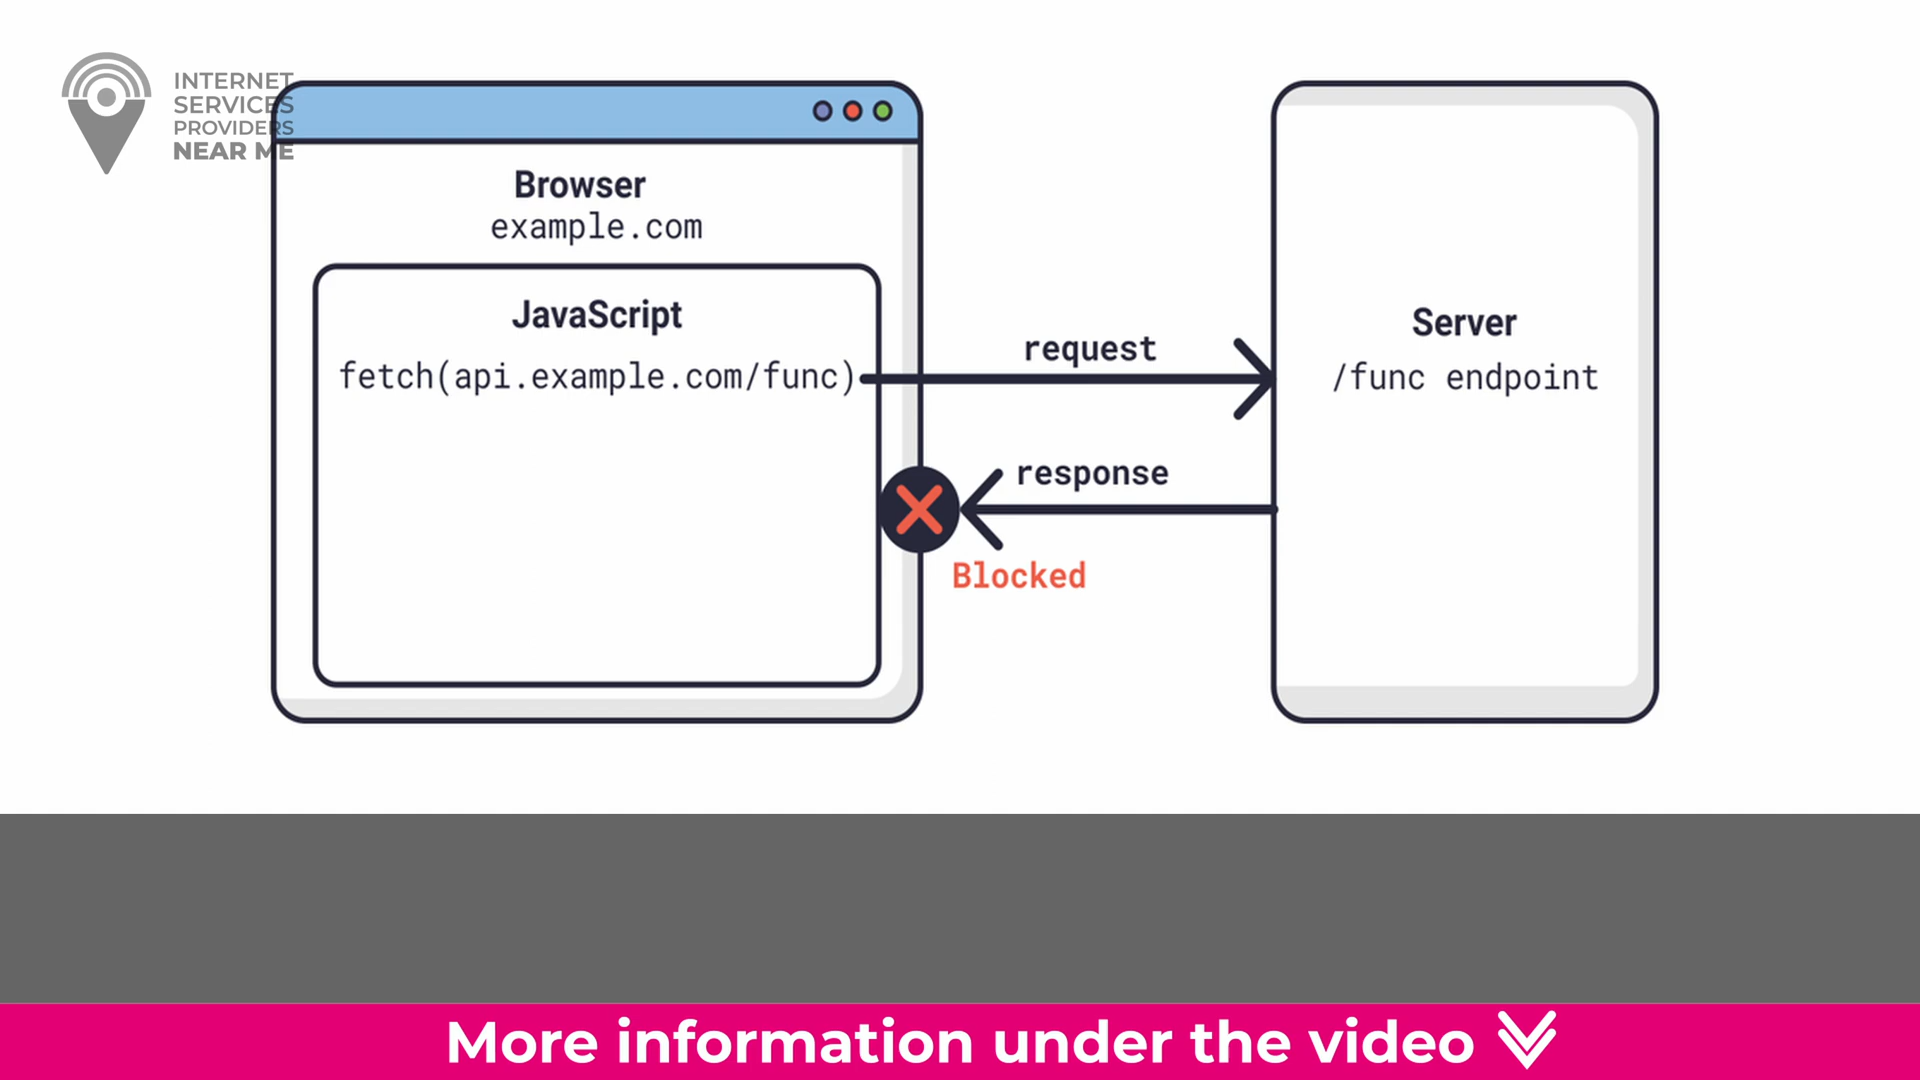 INTERNET
SERVICES
PROVIDERS
NEAR ME
Browser
example.com
JavaScript
fetch(api.example.com/func)
request
response
Blocked
Server
/func endpoint
More information under the video